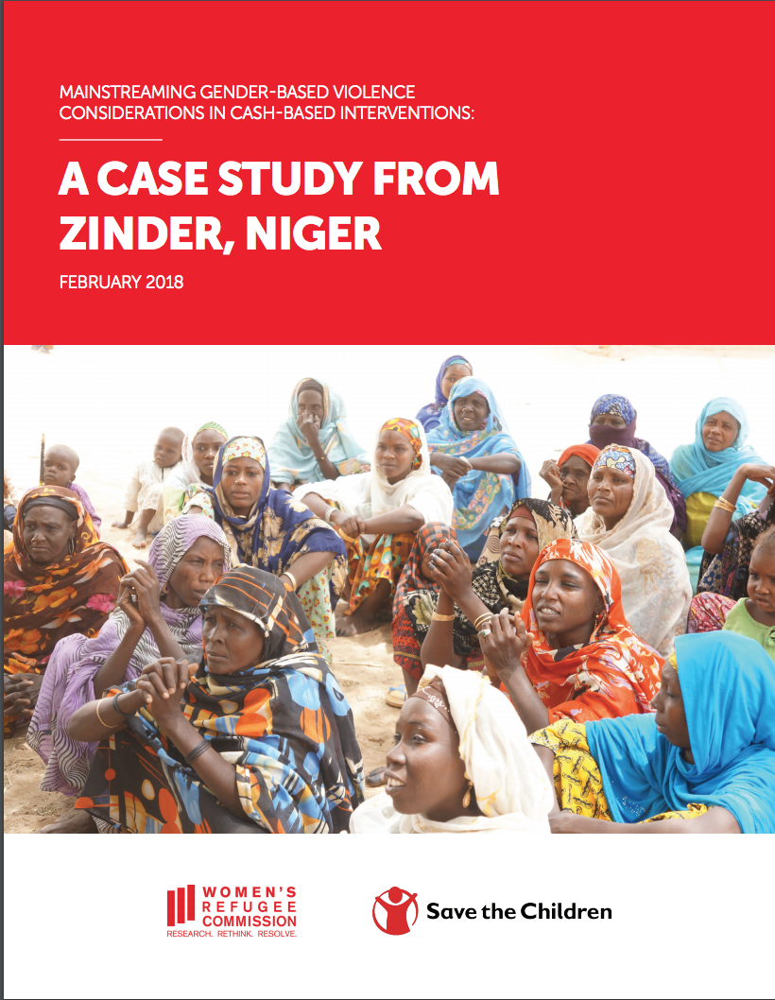 MAINSTREAMING GENDER-BASED VIOLENCE
CONSIDERATIONS IN CASH-BASED INTERVENTIONS:
A CASE STUDY FROM
ZINDER, NIGER
FEBRUARY 2018
WOMEN'S
REFUGEE
COMMISSION
RESEARCH. RETHINK. RESOLVE.
Save the Children